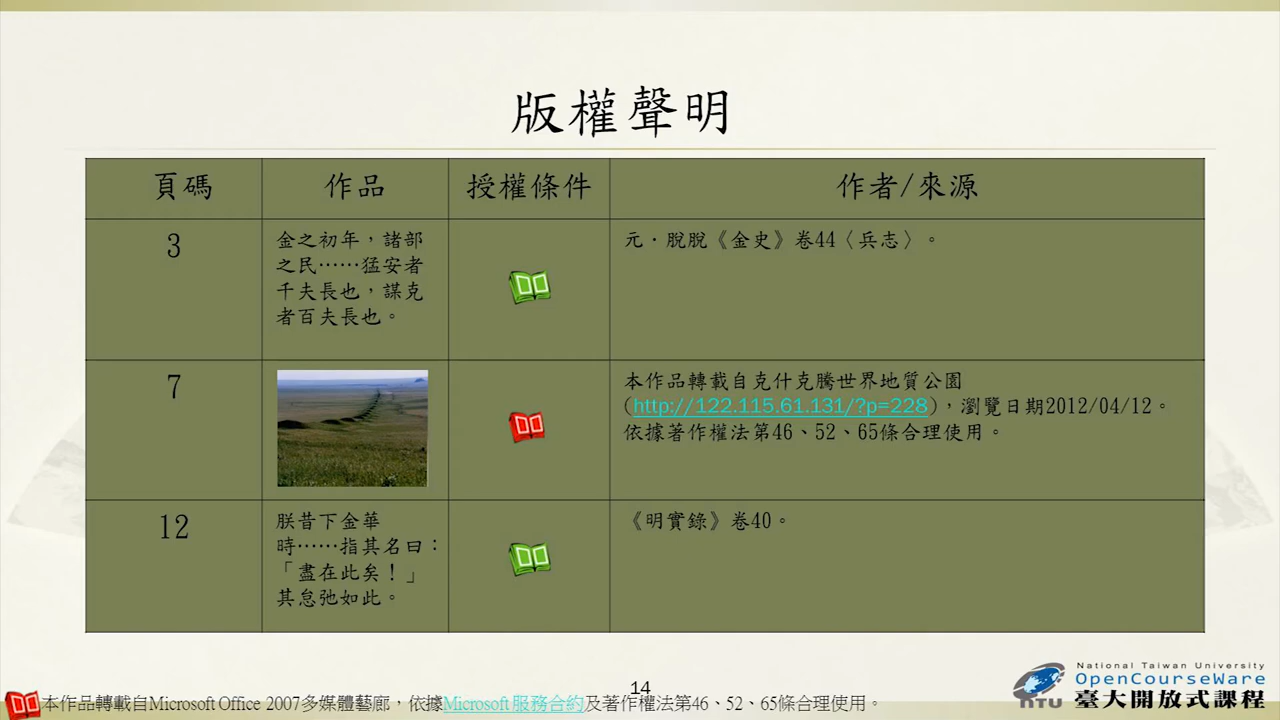 版權聲明
頁碼
作品
授權條件
作者/來源
3
金之初年，諸部
之民……猛安者
千夫長也，謀克
者百夫長也。
元．脫脫《金史》卷44〈兵志〉。
7
本作品轉載自克什克騰世界地質公園
(http://122.115.61.131/?p=228)，瀏覽日期2012/04/12。
依據著作權法第46、52、65條合理使用。
12
朕昔下金華
時……指其名曰：
「盡在此矣！」
其怠弛如此。
《明實錄》卷40。
14
本作品轉載自Microsoft Office 2007多媒體藝廊，依據Microsoft 服務合約及著作權法第46、52、65條合理使用。
National Taiwan University
OpenCourseWare
NTU
臺大開放式課程